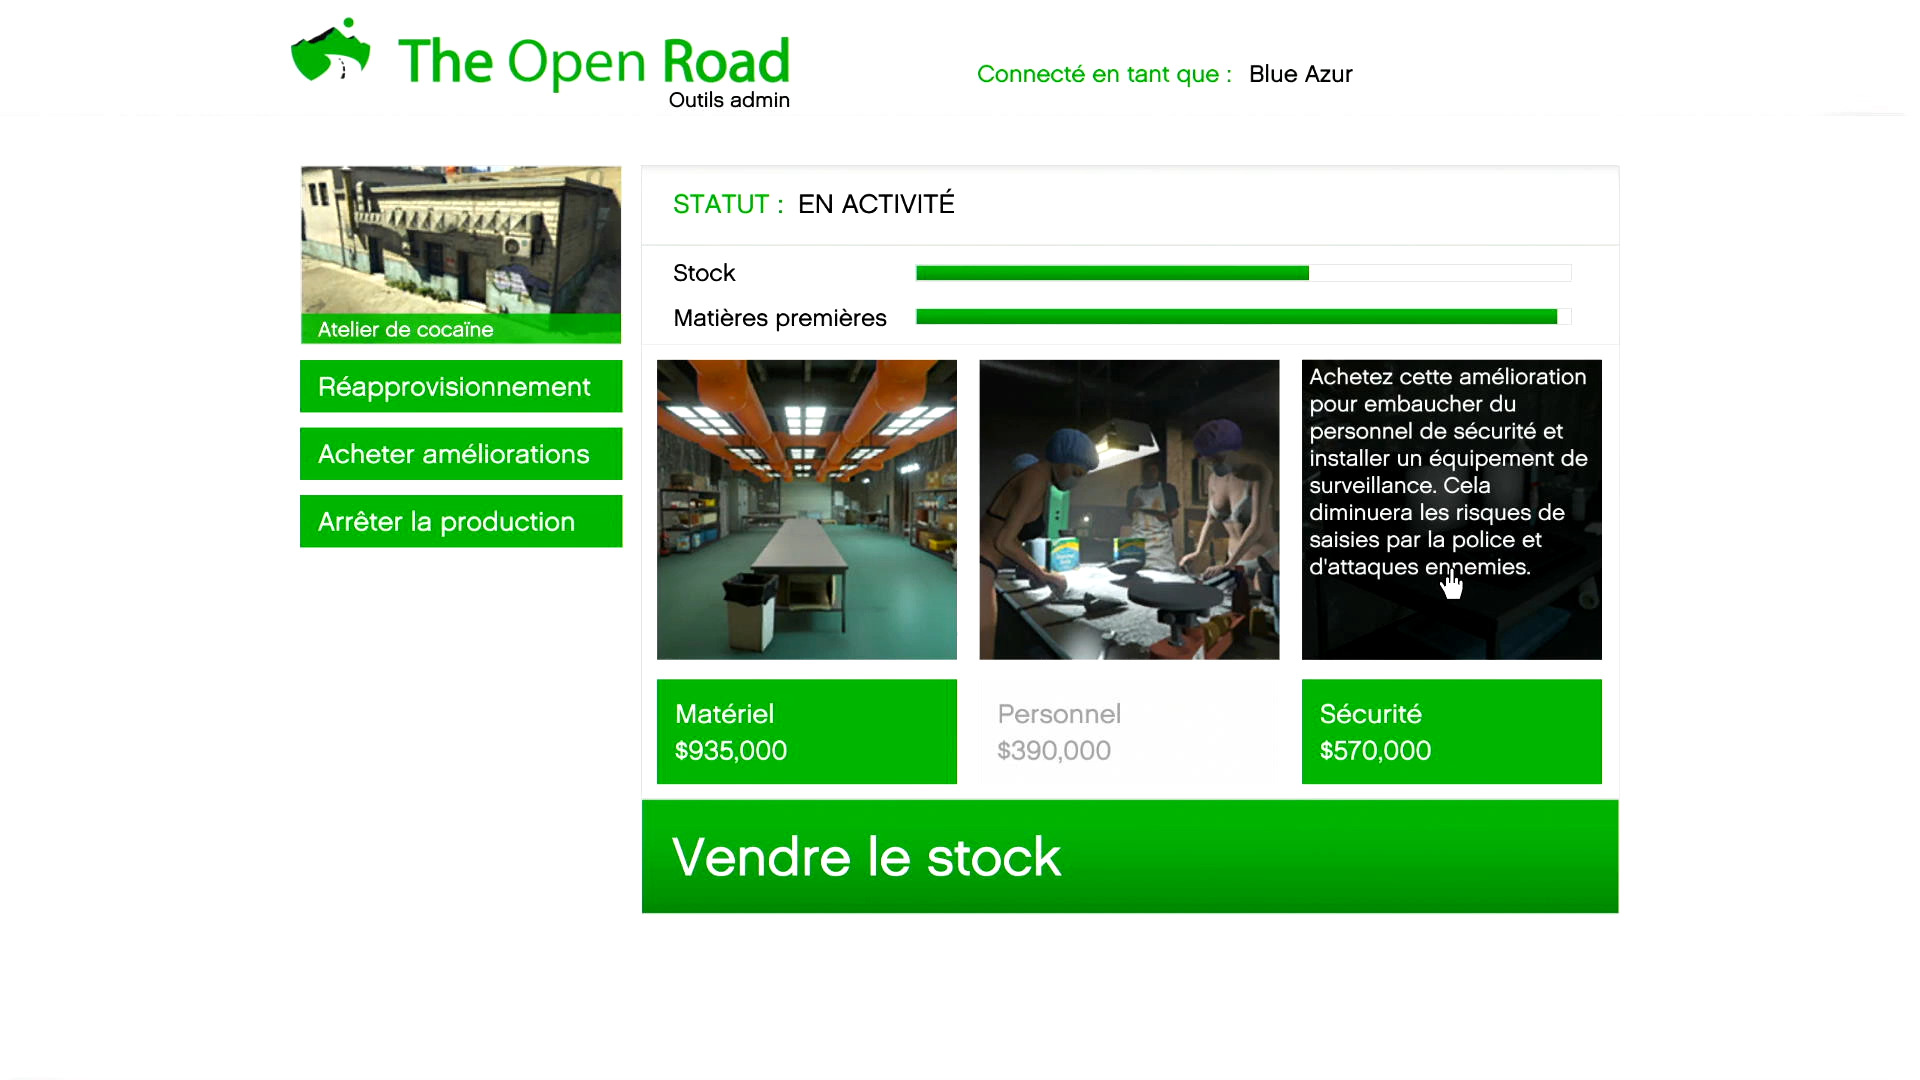 The Open Road
Outils admin
Connecté en tant que : Blue Azur
Atelier de cocaïne
Réapprovisionnement
Acheter améliorations
Arrêter la production
STATUT : EN ACTIVITÉ
Stock
Matières premières
Achetez cette amélioration
pour embaucher du
personnel de sécurité et
installer un équipement de
surveillance. Cela
diminuera les risques de
saisies par la police et
d'attaques ennemies.
Matériel
$935,000
Personnel
$390,000
Sécurité
$570,000
Vendre le stock